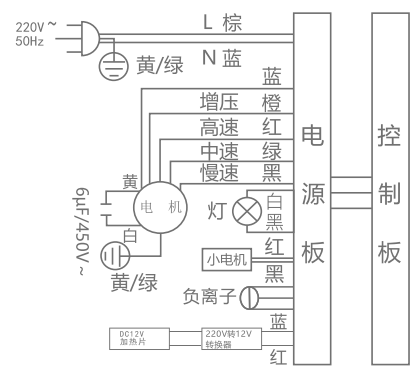 220V ~
50Hz
L 棕
N 蓝
黄/绿
蓝
增压 橙
高速 红
中速 绿
慢速 黑
黄
电 机
6μF/450V ~
白
黄/绿
灯
白
黑
红
小电机
黑
负离子
蓝
DC12V
加热片
220V转12V
转换器
红
电源板
控制板